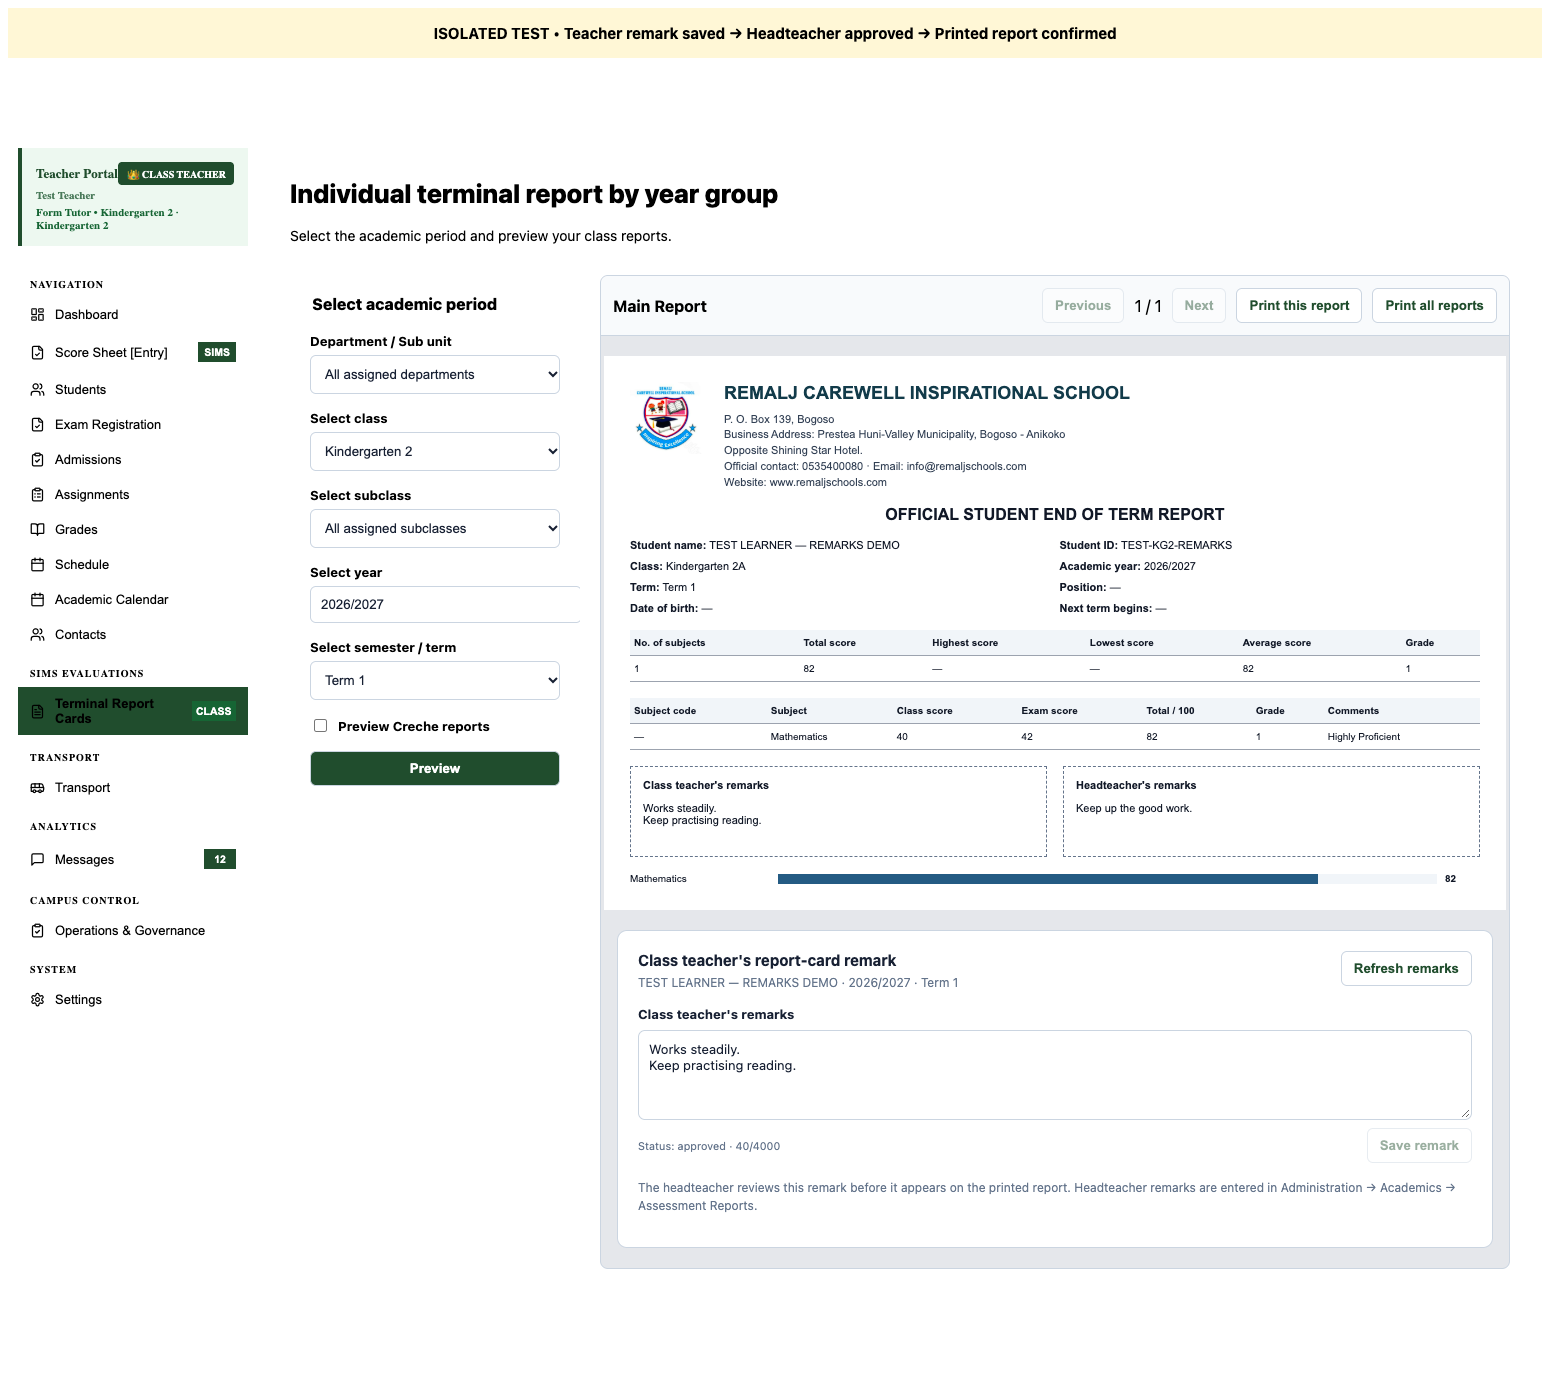 ISOLATED TEST • Teacher remark saved → Headteacher approved → Printed report confirmed
Teacher Portal
👑 CLASS TEACHER
Test Teacher
Form Tutor • Kindergarten 2 ·
Kindergarten 2
NAVIGATION
Dashboard
Score Sheet [Entry]
SIMS
Students
Exam Registration
Admissions
Assignments
Grades
Schedule
Academic Calendar
Contacts
SIMS EVALUATIONS
Terminal Report
Cards
CLASS
TRANSPORT
Transport
ANALYTICS
Messages
12
CAMPUS CONTROL
Operations & Governance
SYSTEM
Settings
Individual terminal report by year group
Select the academic period and preview your class reports.
Select academic period
Department / Sub unit
All assigned departments
Select class
Kindergarten 2
Select subclass
All assigned subclasses
Select year
2026/2027
Select semester / term
Term 1
Preview Creche reports
Preview
Main Report
Previous 1 / 1 Next Print this report Print all reports
REMALJ CAREWELL INSPIRATIONAL SCHOOL
P. O. Box 139, Bogoso
Business Address: Prestea Huni-Valley Municipality, Bogoso - Anikoko
Opposite Shining Star Hotel.
Official contact: 0535400080 · Email: info@remaljschools.com
Website: www.remaljschools.com
OFFICIAL STUDENT END OF TERM REPORT
Student name: TEST LEARNER — REMARKS DEMO Student ID: TEST-KG2-REMARKS
Class: Kindergarten 2A Academic year: 2026/2027
Term: Term 1 Position: —
Date of birth: — Next term begins: —
No. of subjects Total score Highest score Lowest score Average score Grade
1 82 — — 82 1
Subject code Subject Class score Exam score Total / 100 Grade Comments
— Mathematics 40 42 82 1 Highly Proficient
Class teacher's remarks
Works steadily.
Keep practising reading.
Headteacher's remarks
Keep up the good work.
Mathematics 82
Class teacher's report-card remark
TEST LEARNER — REMARKS DEMO · 2026/2027 · Term 1
Refresh remarks
Class teacher's remarks
Works steadily.
Keep practising reading.
Status: approved · 40/4000
Save remark
The headteacher reviews this remark before it appears on the printed report. Headteacher remarks are entered in Administration → Academics →
Assessment Reports.